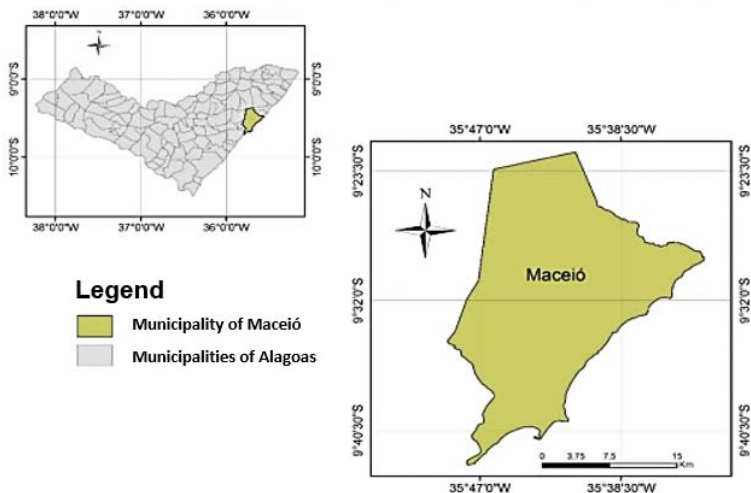 38°0'0"W 37°0'0"W 36°0'0"W
N
9°0'0"S 9°0'0"S
10°0'0"S 10°0'0"S
38°0'0"W 37°0'0"W 36°0'0"W
Legend
Municipality of Maceió
Municipalities of Alagoas
35°47'0"W 35°38'30"W
9°23'30"S 9°23'30"S
N
Maceió
9°32'0"S 9°32'0"S
9°40'30"S 9°40'30"S
0 3.75 7.5 15
Km
35°47'0"W 35°38'30"W